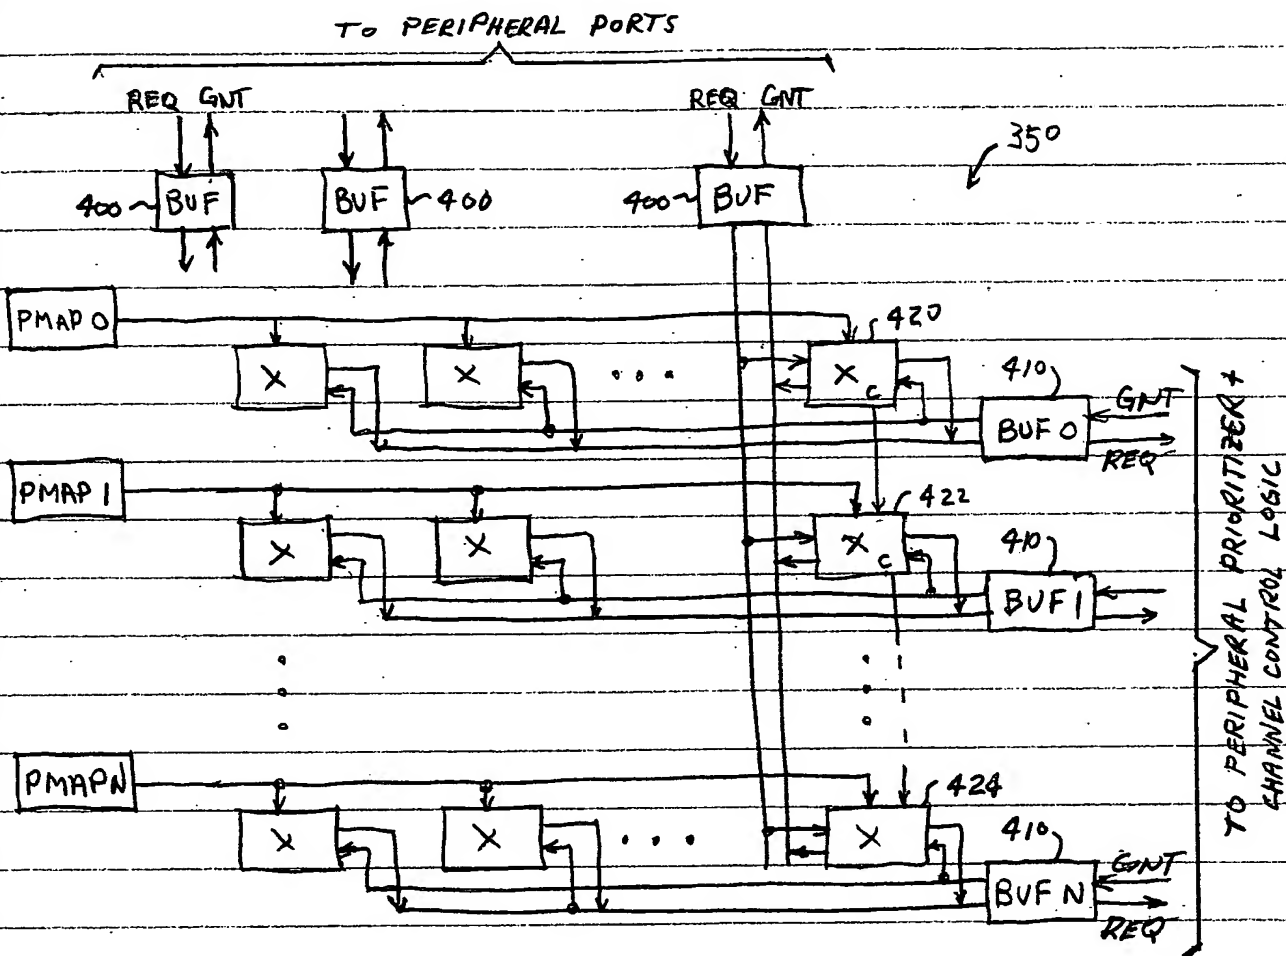 TO PERIPHERAL PORTS
REQ GNT
REQ GNT
350
400 BUF
BUF 400
400 BUF
PMAP 0
420
X
X
X
C
410
GNT
BUF 0
REQ
PMAP 1
422
X
X
X
C
410
BUF 1
TO PERIPHERAL PRIORITIZER +
CHANNEL CONTROL LOGIC
PMAP N
424
X
X
X
410
GNT
BUF N
REQ